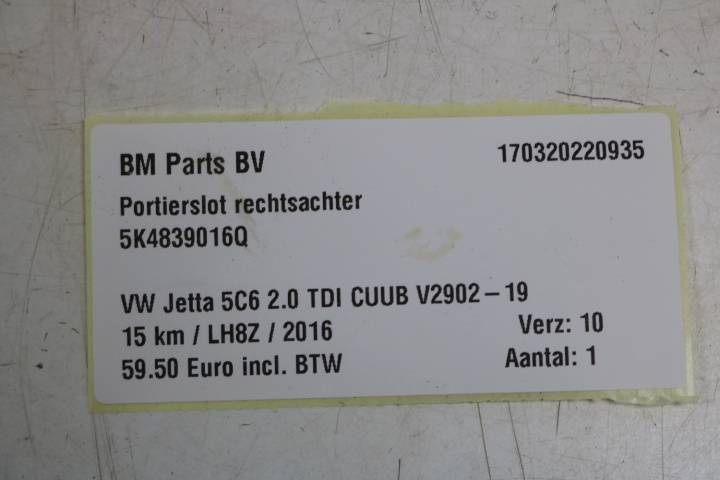 BM Parts BV 170320220935
Portierslot rechtsachter
5K4839016Q
VW Jetta 5C6 2.0 TDI CUUB V2902-19
15 km / LH8Z / 2016 Verz: 10
59.50 Euro incl. BTW Aantal: 1